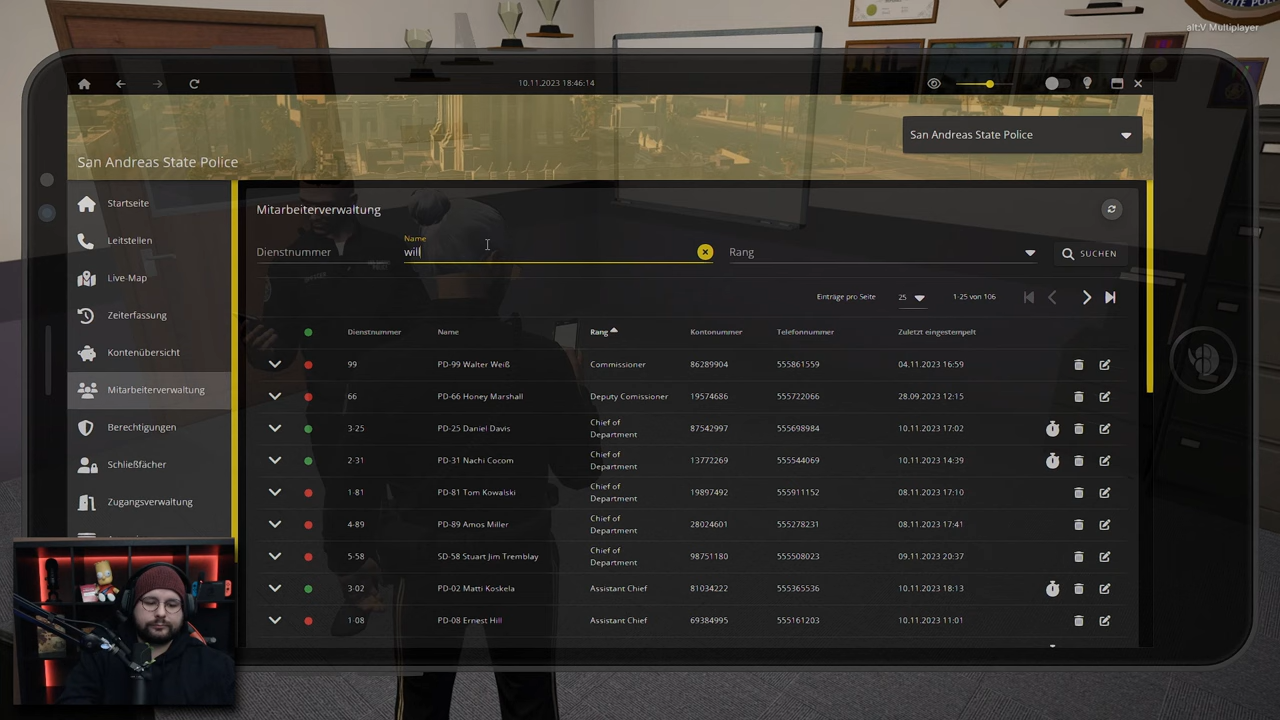 STATE POLI
alt:V Multiplayer
10.11.2023 18:46:14
San Andreas State Police
San Andreas State Police
Startseite
Leitstellen
Live-Map
Zeiterfassung
Kontenübersicht
Mitarbeiterverwaltung
Berechtigungen
Schließfächer
Zugangsverwaltung
Mitarbeiterverwaltung
Dienstnummer
Name
will
Rang
SUCHEN
Einträge pro Seite 25 1-25 von 106
Dienstnummer Name Rang Kontonummer Telefonnummer Zuletzt eingestempelt
99 PD-99 Walter Weiß Commissioner 86289904 555861559 04.11.2023 16:59
66 PD-66 Honey Marshall Deputy Comissioner 19574686 555722066 28.09.2023 12:15
3-25 PD-25 Daniel Davis Chief of Department 87542997 555698984 10.11.2023 17:02
2-31 PD-31 Nachi Cocom Chief of Department 13772269 555544069 10.11.2023 14:39
1-81 PD-81 Tom Kowalski Chief of Department 19897492 555911152 08.11.2023 17:10
4-89 PD-89 Amos Miller Chief of Department 28024601 555278231 08.11.2023 17:41
5-58 SD-58 Stuart Jim Tremblay Chief of Department 98751180 555508023 09.11.2023 20:37
3-02 PD-02 Matti Koskela Assistant Chief 81034222 555365536 10.11.2023 18:13
1-08 PD-08 Ernest Hill Assistant Chief 69384995 555161203 10.11.2023 11:01